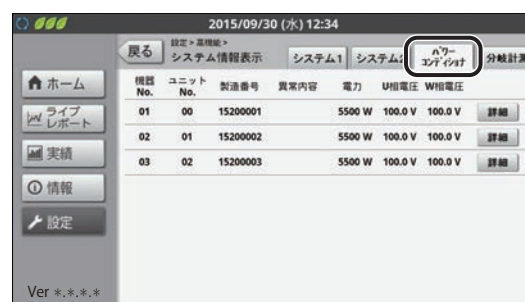 2015/09/30 (水) 12:34
戻る
設定 > 高機能 >
システム情報表示
システム1
システム2
パワー
コンディショナ
分岐計測
ホーム
ライブ
レポート
実績
情報
設定
Ver *.*.*.*
機器
No.
ユニット
No.
製造番号
異常内容
電力
U相電圧
W相電圧
01 00 15200001 5500 W 100.0 V 100.0 V 詳細
02 01 15200002 5500 W 100.0 V 100.0 V 詳細
03 02 15200003 5500 W 100.0 V 100.0 V 詳細